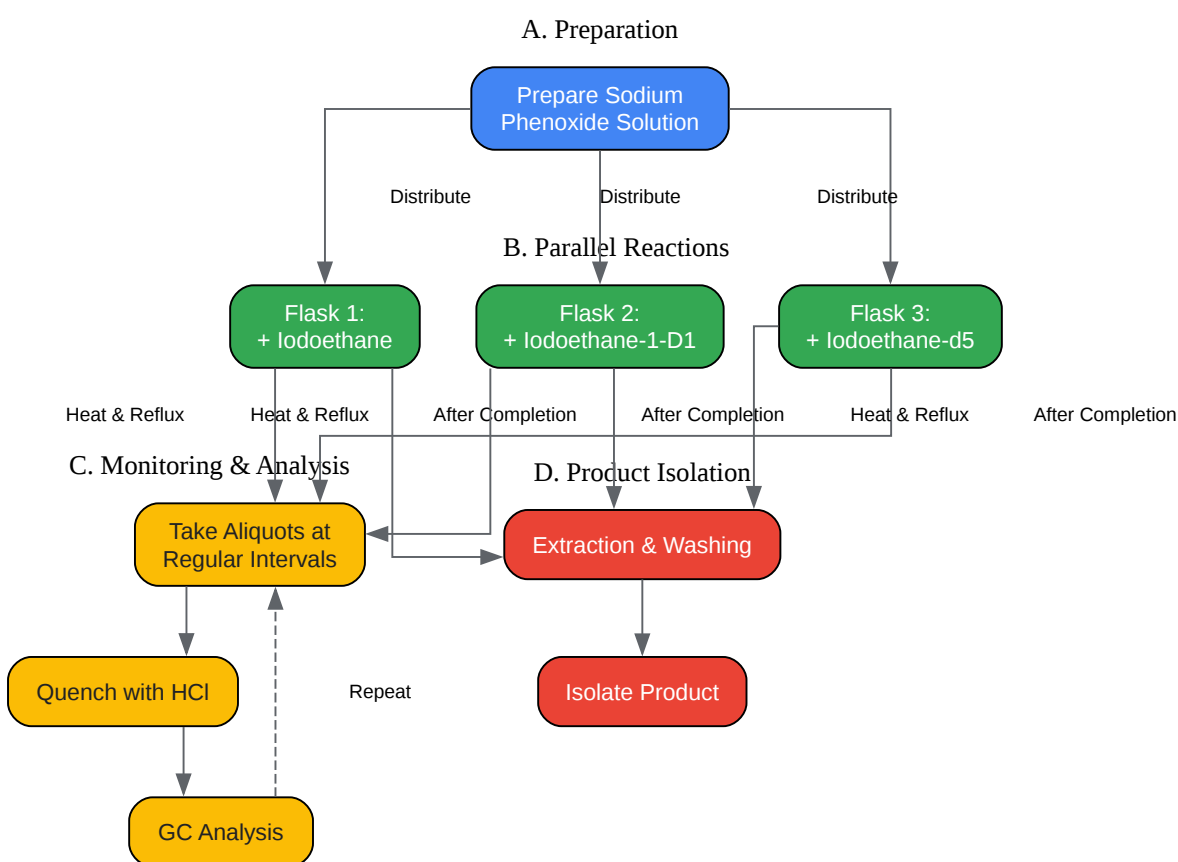 A. Preparation
Prepare Sodium
Phenoxide Solution
Distribute
Distribute
Distribute
B. Parallel Reactions
Flask 1:
+ Iodoethane
Flask 2:
+ Iodoethane-1-D1
Flask 3:
+ Iodoethane-d5
Heat & Reflux
Heat & Reflux
After Completion
After Completion
Heat & Reflux
After Completion
C. Monitoring & Analysis
D. Product Isolation
Take Aliquots at
Regular Intervals
Extraction & Washing
Quench with HCl
Repeat
Isolate Product
GC Analysis